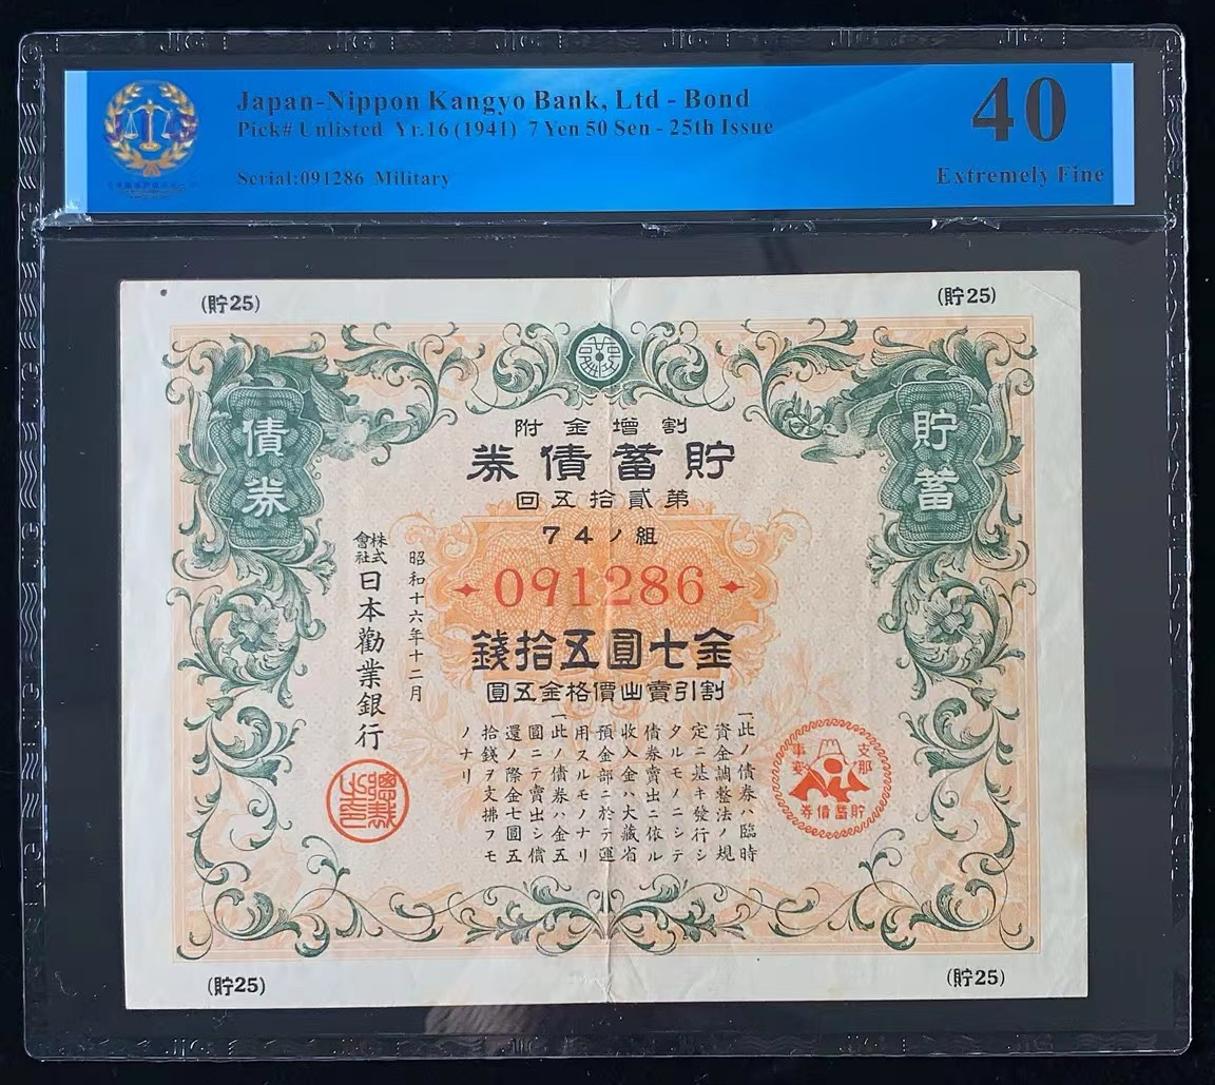 Japan-Nippon Kangyo Bank, Ltd - Bond
Pick# Unlisted Yr.16 (1941) 7 Yen 50 Sen - 25th Issue
Serial:091286 Military
40
Extremely Fine
(貯25)
(貯25)
貯蓄
債券
割增金附
貯蓄債券
第貳拾五回
74ノ組
091286
金七圓五拾錢
割引賣出價格金五圓
一、此ノ債券ハ臨時
資金調整法ノ規
定ニ基キ發行シ
タルモノニシテ
債券賣出ニ依ル
收入金ハ大藏省
預金部ニ於テ運
用スルモノナリ
一、此ノ債券ハ金五
圓ニテ賣出シ償
還ノ際金七圓五
拾錢ヲ支拂フモ
ノナリ
昭和十六年十二月
株式會社日本勸業銀行
支那事變
貯蓄債券
(貯25)
(貯25)